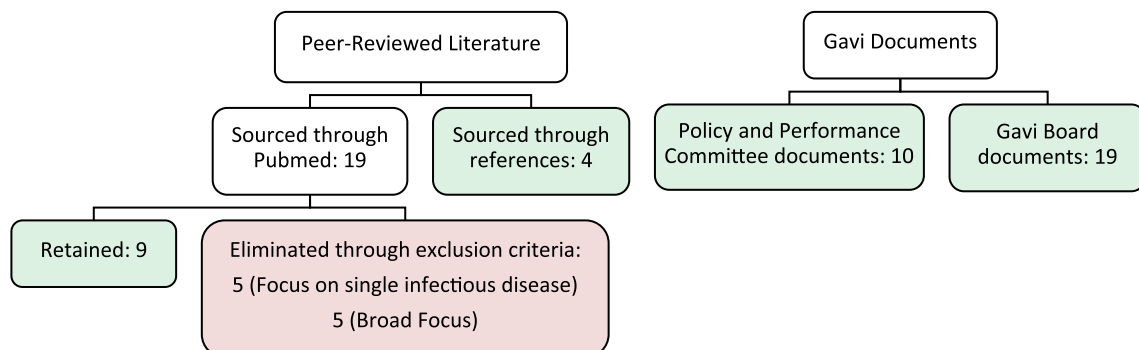 Peer-Reviewed Literature
Sourced through
Pubmed: 19
Sourced through
references: 4
Retained: 9
Eliminated through exclusion criteria:
5 (Focus on single infectious disease)
5 (Broad Focus)
Gavi Documents
Policy and Performance
Committee documents: 10
Gavi Board
documents: 19